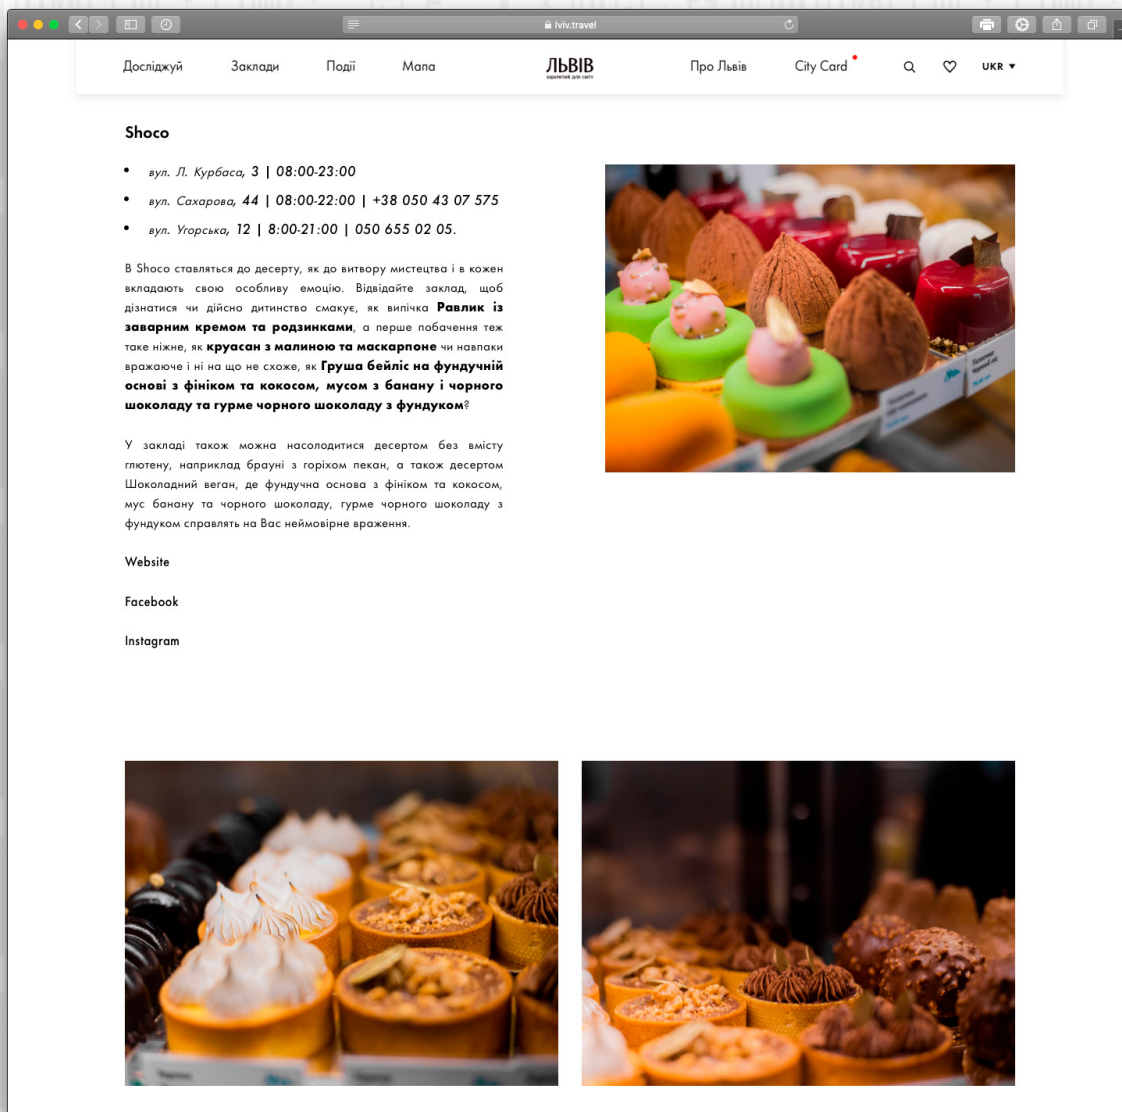 lviv.travel
Досліджуй Заклади Події Мапа ЛЬВІВ Про Львів City Card UKR
відкритий для світу
Shoco
• вул. Л. Курбаса, 3 | 08:00-23:00
• вул. Сахарова, 44 | 08:00-22:00 | +38 050 43 07 575
• вул. Угорська, 12 | 8:00-21:00 | 050 655 02 05.
В Shoco ставляться до десерту, як до витвору мистецтва і в кожен
вкладають свою особливу емоцію. Відвідайте заклад, щоб
дізнатися чи дійсно дитинство смакує, як випічка Равлик із
заварним кремом та родзинками, а перше побачення теж
таке ніжне, як круасан з малиною та маскарпоне чи навпаки
вражаюче і ні на що не схоже, як Груша бейліс на фундучній
основі з фініком та кокосом, мусом з банану і чорного
шоколаду та гурме чорного шоколаду з фундуком?
У закладі також можна насолодитися десертом без вмісту
глютену, наприклад брауні з горіхом пекан, а також десертом
Шоколадний веган, де фундучна основа з фініком та кокосом,
мус банану та чорного шоколаду, гурме чорного шоколаду з
фундуком справлять на Вас неймовірне враження.
Website
Facebook
Instagram